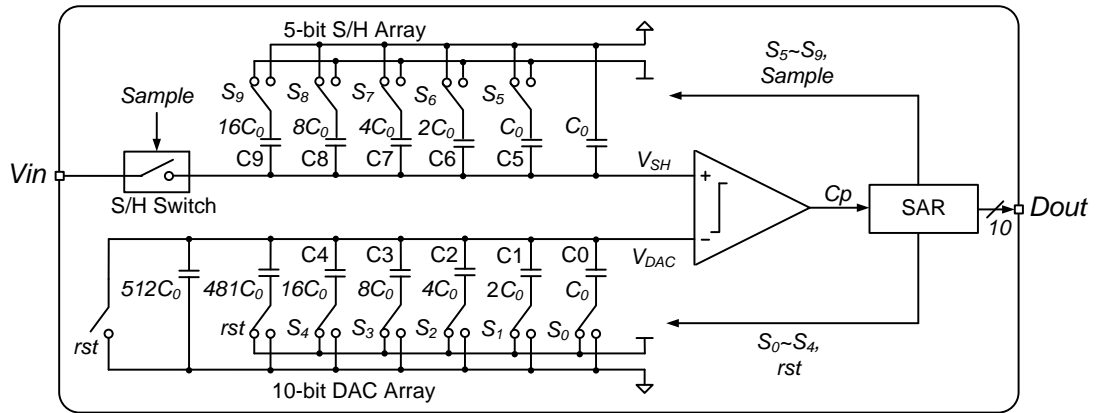 5-bit S/H Array
S₅~S₉,
Sample
Sample
S₉ S₈ S₇ S₆ S₅
16C₀ 8C₀ 4C₀ 2C₀ C₀ C₀
C9 C8 C7 C6 C5
Vin
S/H Switch
V_SH
+
Cp
SAR
10
Dout
−
V_DAC
C4 C3 C2 C1 C0
512C₀ 481C₀ 16C₀ 8C₀ 4C₀ 2C₀ C₀
rst rst S₄ S₃ S₂ S₁ S₀
S₀~S₄,
rst
10-bit DAC Array